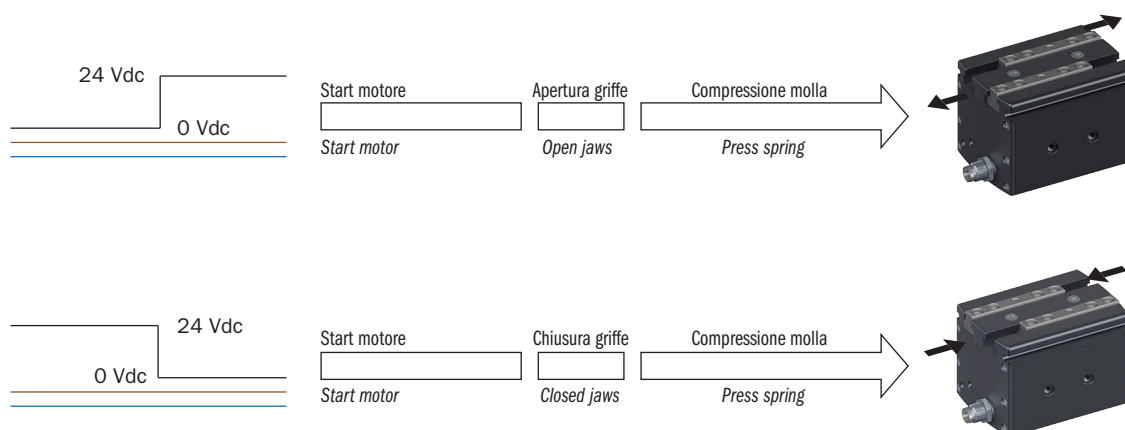 24 Vdc
0 Vdc
Start motore
Apertura griffe
Compressione molla
Start motor
Open jaws
Press spring
24 Vdc
0 Vdc
Start motore
Chiusura griffe
Compressione molla
Start motor
Closed jaws
Press spring